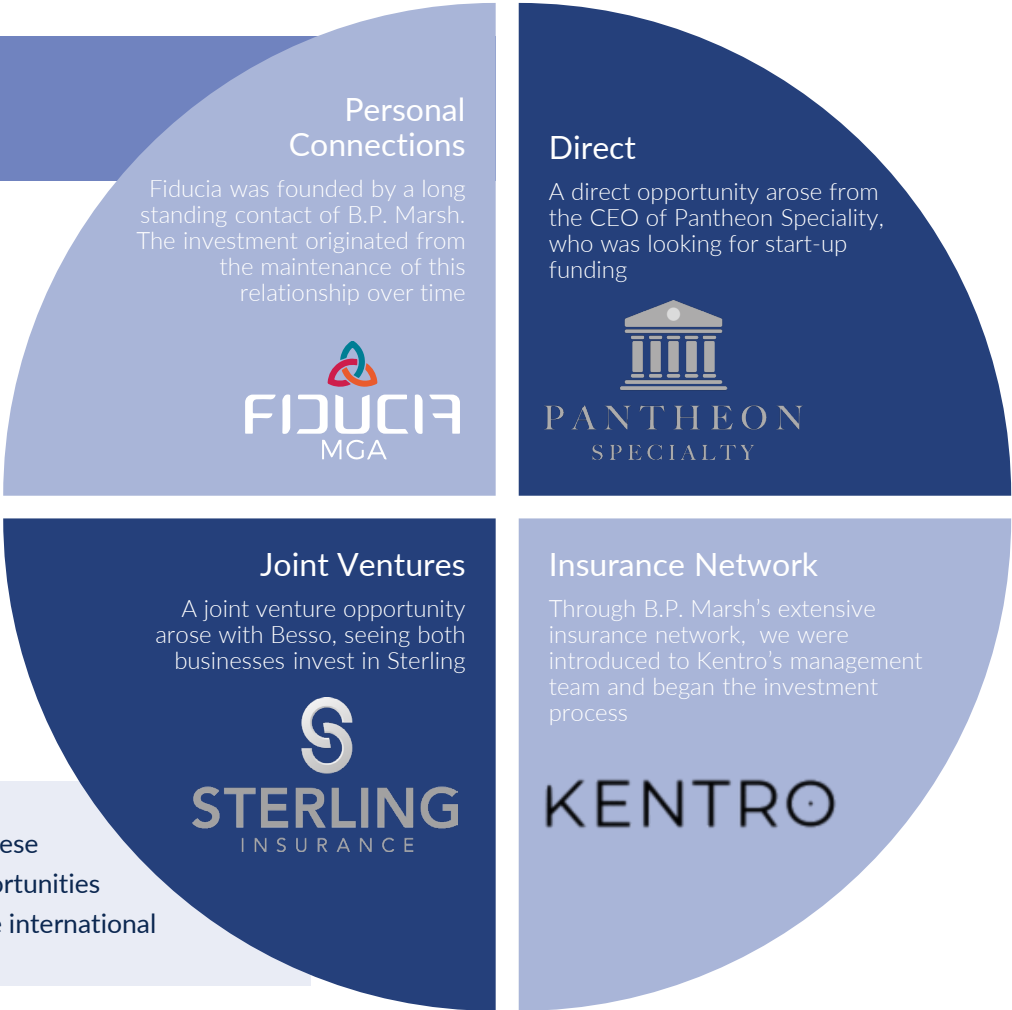 Personal
Connections
Fiducia was founded by a long
standing contact of B.P. Marsh.
The investment originated from
the maintenance of this
relationship over time
FIDUCIA
MGA
Direct
A direct opportunity arose from
the CEO of Pantheon Speciality,
who was looking for start-up
funding
PANTHEON
SPECIALTY
Joint Ventures
A joint venture opportunity
arose with Besso, seeing both
businesses invest in Sterling
STERLING
INSURANCE
Insurance Network
Through B.P. Marsh’s extensive
insurance network,  we were
introduced to Kentro’s management
team and began the investment
process
KENTRO
ese
rtunities
international